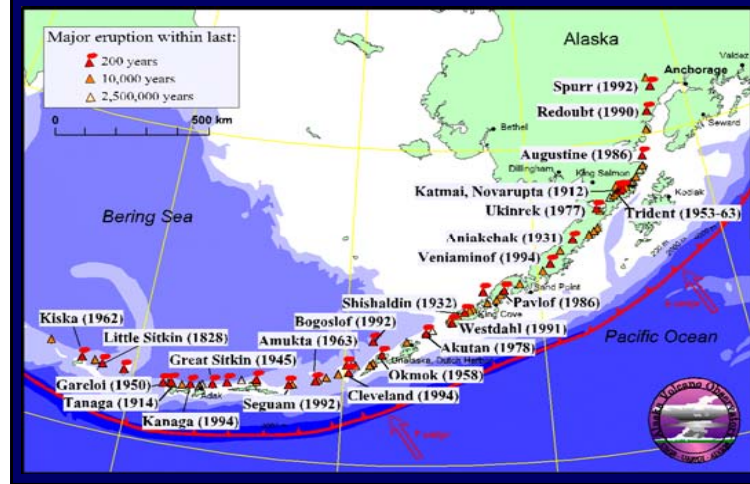 Major eruption within last:
200 years
10,000 years
2,500,000 years
0
500 km
Alaska
Valdez
Anchorage
Spurr (1992)
Redoubt (1990)
Seward
Bethel
Augustine (1986)
Dillingham
King Salmon
Katmai, Novarupta (1912)
Kodiak
Bering Sea
Ukinrek (1977)
Trident (1953-63)
Aniakchak (1931)
Veniaminof (1994)
Sand Point
Shishaldin (1932)
Pavlof (1986)
King Cove
Kiska (1962)
Bogoslof (1992)
Westdahl (1991)
Pacific Ocean
Little Sitkin (1828)
Amukta (1963)
Akutan (1978)
Great Sitkin (1945)
Unalaska, Dutch Harbor
Okmok (1958)
Gareloi (1950)
Tanaga (1914)
Adak
Cleveland (1994)
Kanaga (1994)
Seguam (1992)
Alaska Volcano Observatory